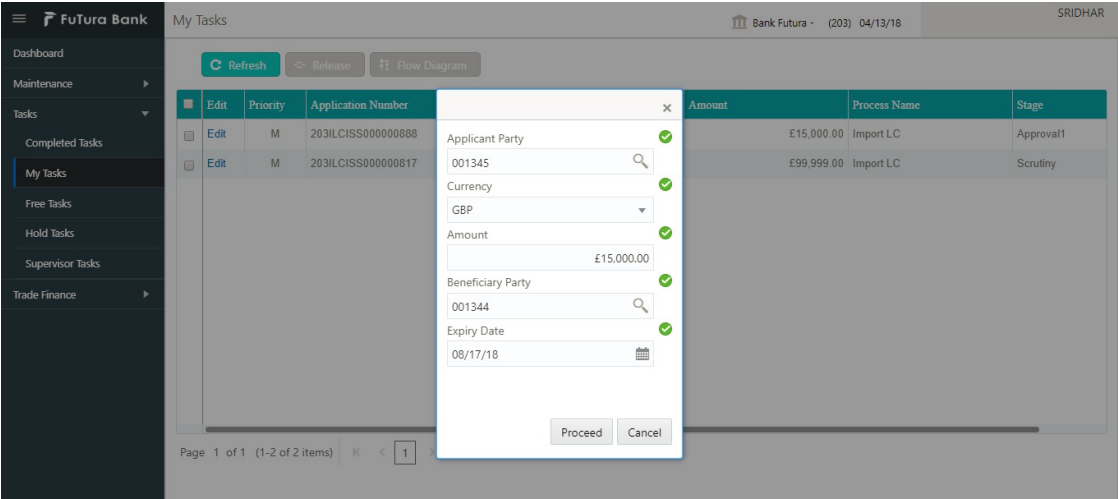 FuTura Bank
My Tasks
Bank Futura - (203) 04/13/18
SRIDHAR
Dashboard
Maintenance
Tasks
Completed Tasks
My Tasks
Free Tasks
Hold Tasks
Supervisor Tasks
Trade Finance
Refresh Release Flow Diagram
Edit Priority Application Number Amount Process Name Stage
Edit M 203ILCISS000000888 £15,000.00 Import LC Approval1
Edit M 203ILCISS000000817 £99,999.00 Import LC Scrutiny
Applicant Party
001345
Currency
GBP
Amount
£15,000.00
Beneficiary Party
001344
Expiry Date
08/17/18
Proceed Cancel
Page 1 of 1 (1-2 of 2 items) 1